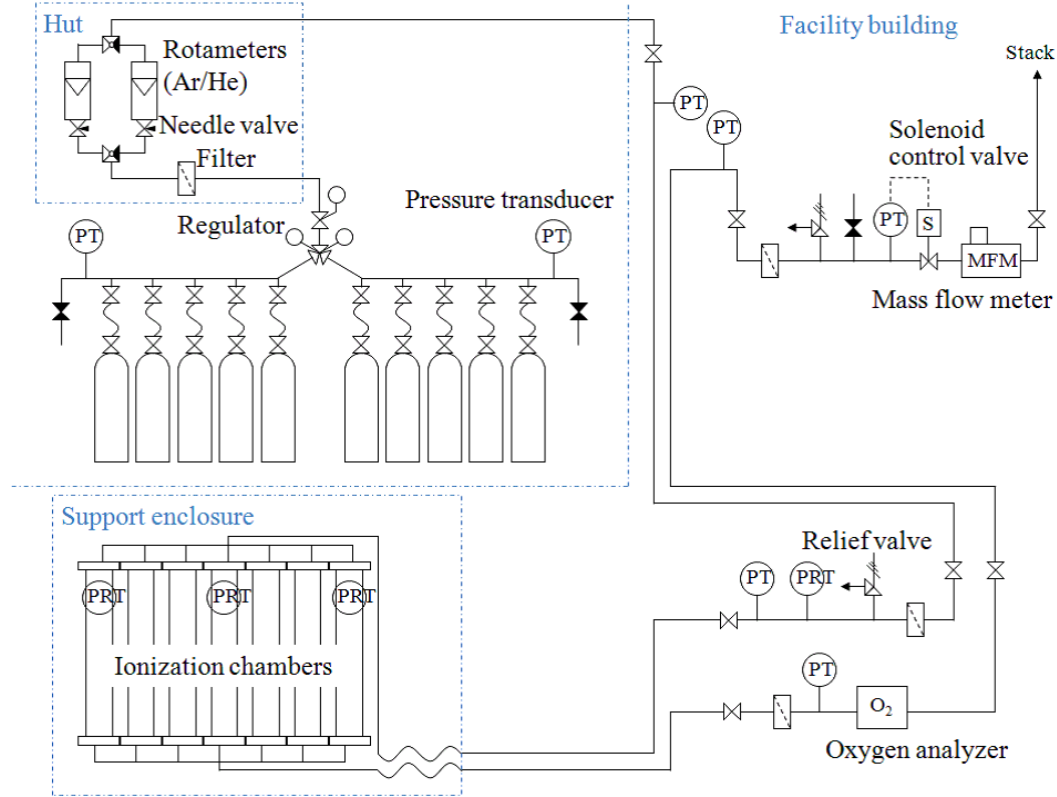 Hut
Facility building
Stack
Rotameters
(Ar/He)
PT
PT
Needle valve
Solenoid
control valve
Filter
Pressure transducer
Regulator
PT
PT
PT
S
MFM
Mass flow meter
Support enclosure
Relief valve
PT
PRT
PRT
PRT
PRT
Ionization chambers
PT
O2
Oxygen analyzer